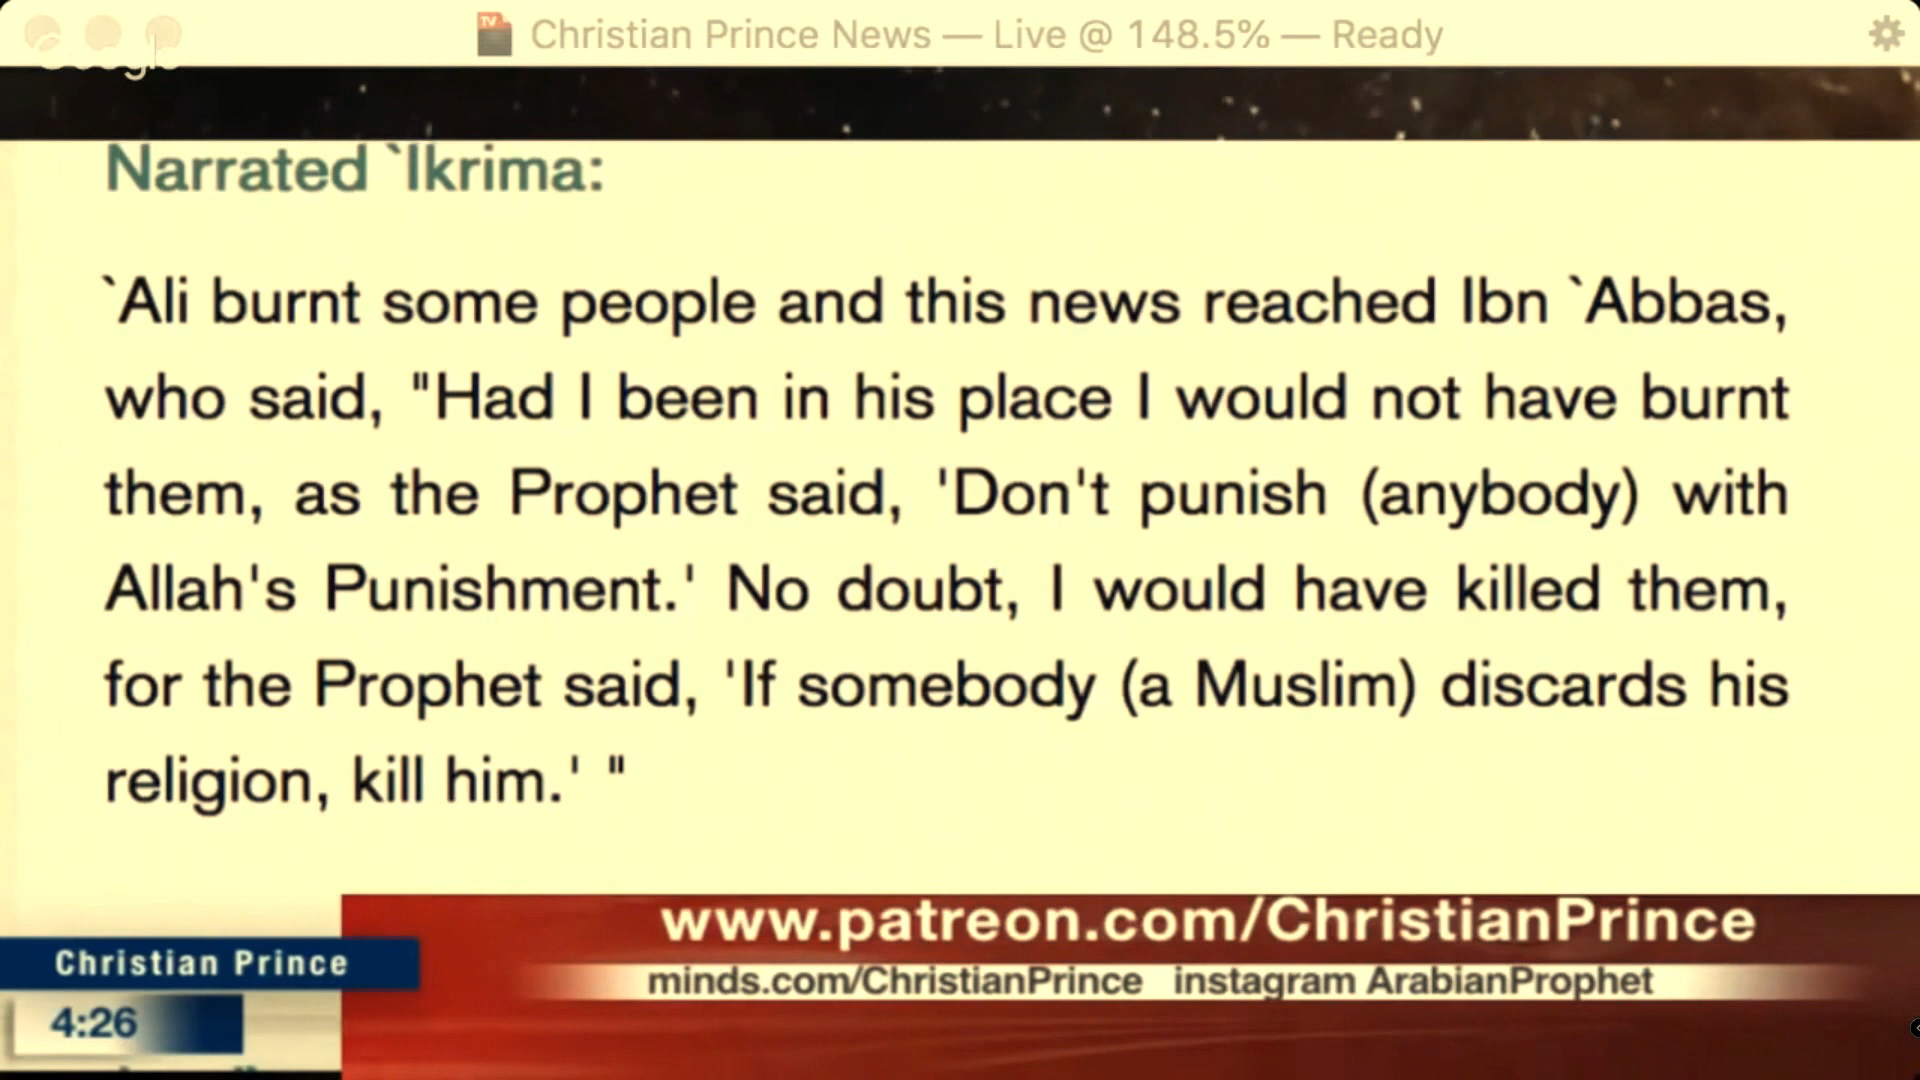 Christian Prince News — Live @ 148.5% — Ready
Google
Narrated `Ikrima:
`Ali burnt some people and this news reached Ibn `Abbas,
who said, "Had I been in his place I would not have burnt
them, as the Prophet said, 'Don't punish (anybody) with
Allah's Punishment.' No doubt, I would have killed them,
for the Prophet said, 'If somebody (a Muslim) discards his
religion, kill him.' "
www.patreon.com/ChristianPrince
Christian Prince
minds.com/ChristianPrince instagram ArabianProphet
4:26